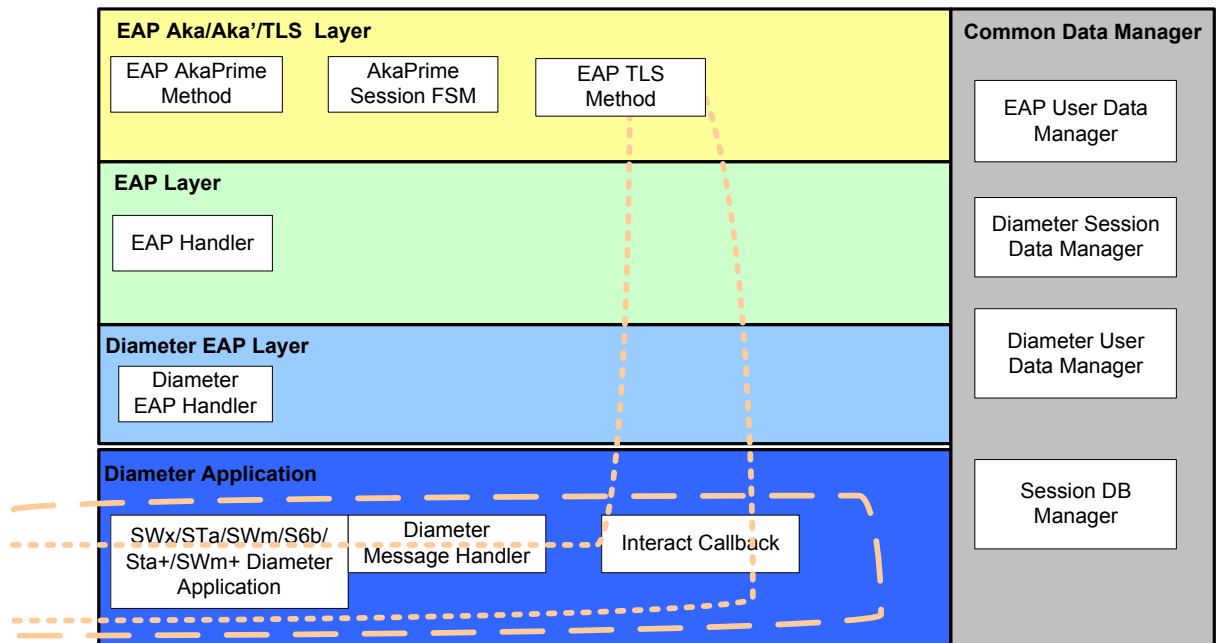 EAP Aka/Aka’/TLS Layer
EAP AkaPrime
Method
AkaPrime
Session FSM
EAP TLS
Method
EAP Layer
EAP Handler
Diameter EAP Layer
Diameter
EAP Handler
Diameter Application
SWx/STa/SWm/S6b/
Sta+/SWm+ Diameter
Application
Diameter
Message Handler
Interact Callback
Common Data Manager
EAP User Data
Manager
Diameter Session
Data Manager
Diameter User
Data Manager
Session DB
Manager